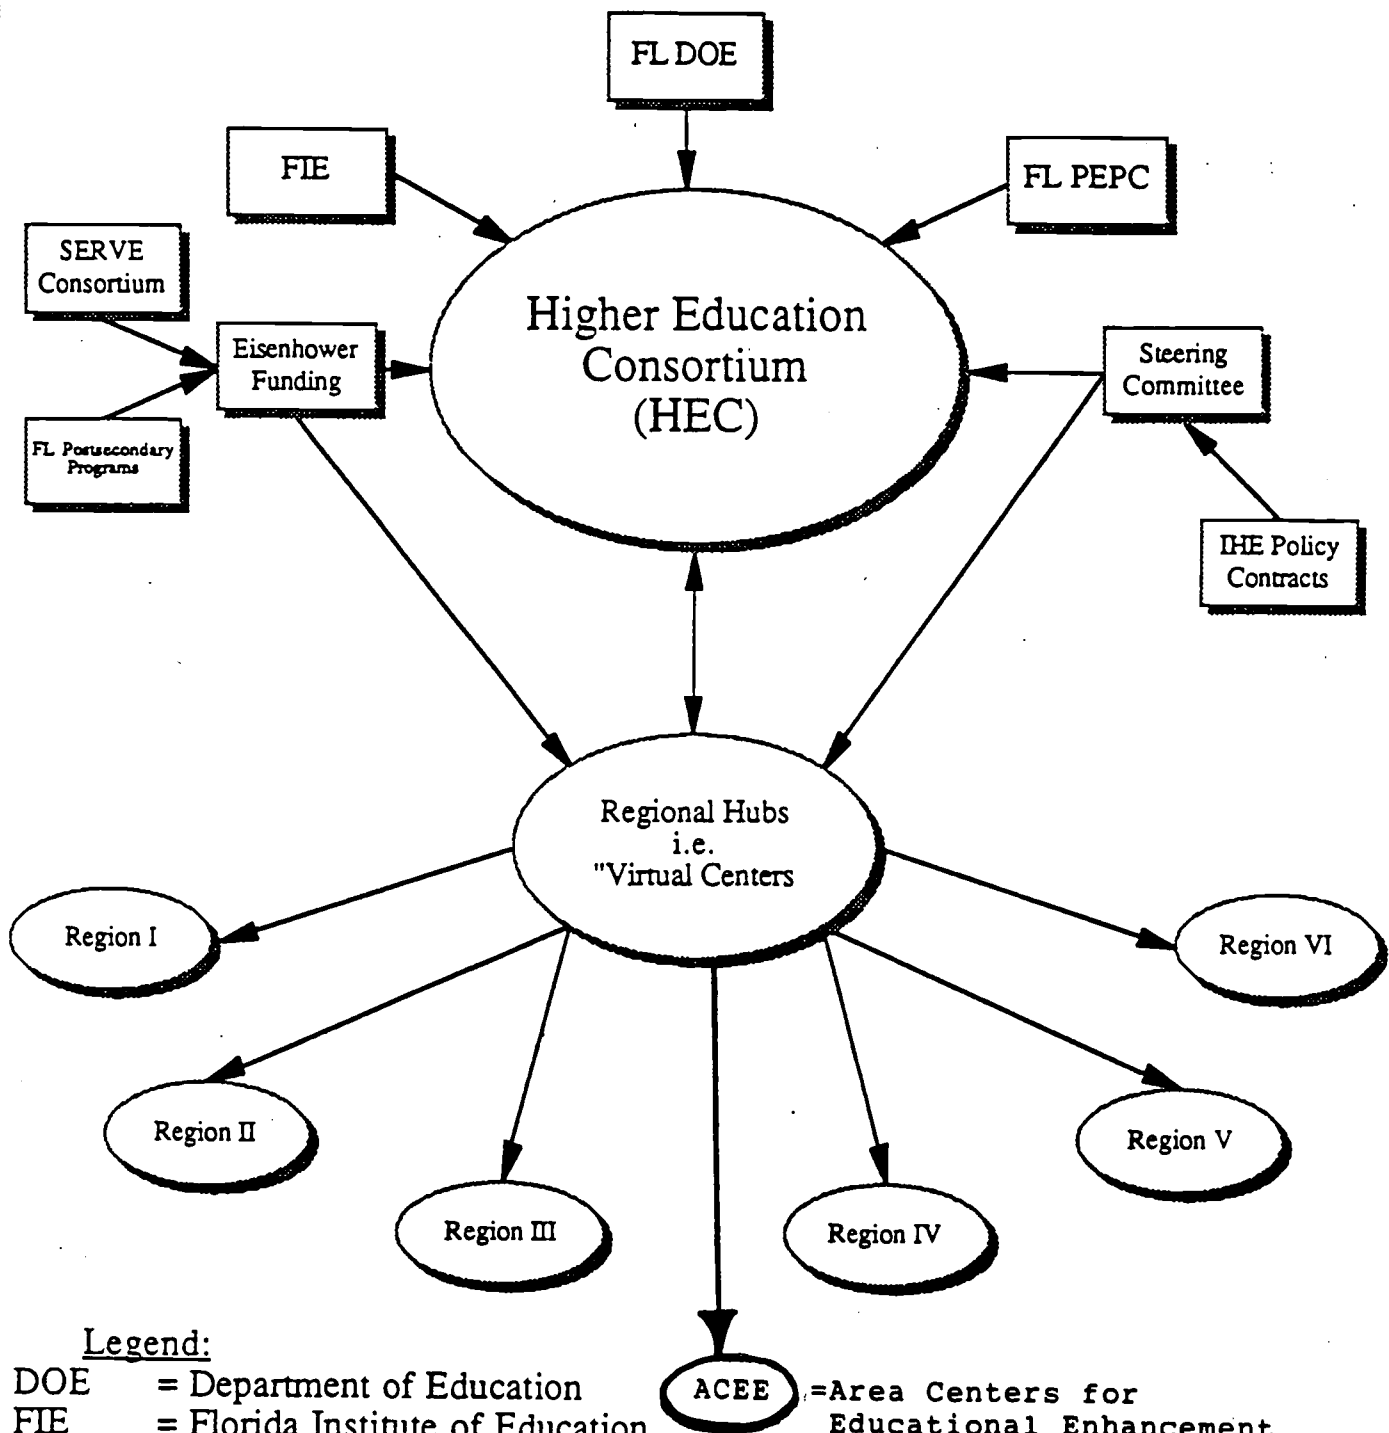 FL DOE
FIE
FL PEPC
SERVE
Consortium
Eisenhower
Funding
FL Postsecondary
Programs
Higher Education
Consortium
(HEC)
Steering
Committee
IHE Policy
Contracts
Regional Hubs
i.e.
"Virtual Centers
Region I
Region VI
Region II
Region V
Region III
Region IV
Legend:
DOE = Department of Education
FIE = Florida Institute of Education
ACEE =Area Centers for
Educational Enhancement